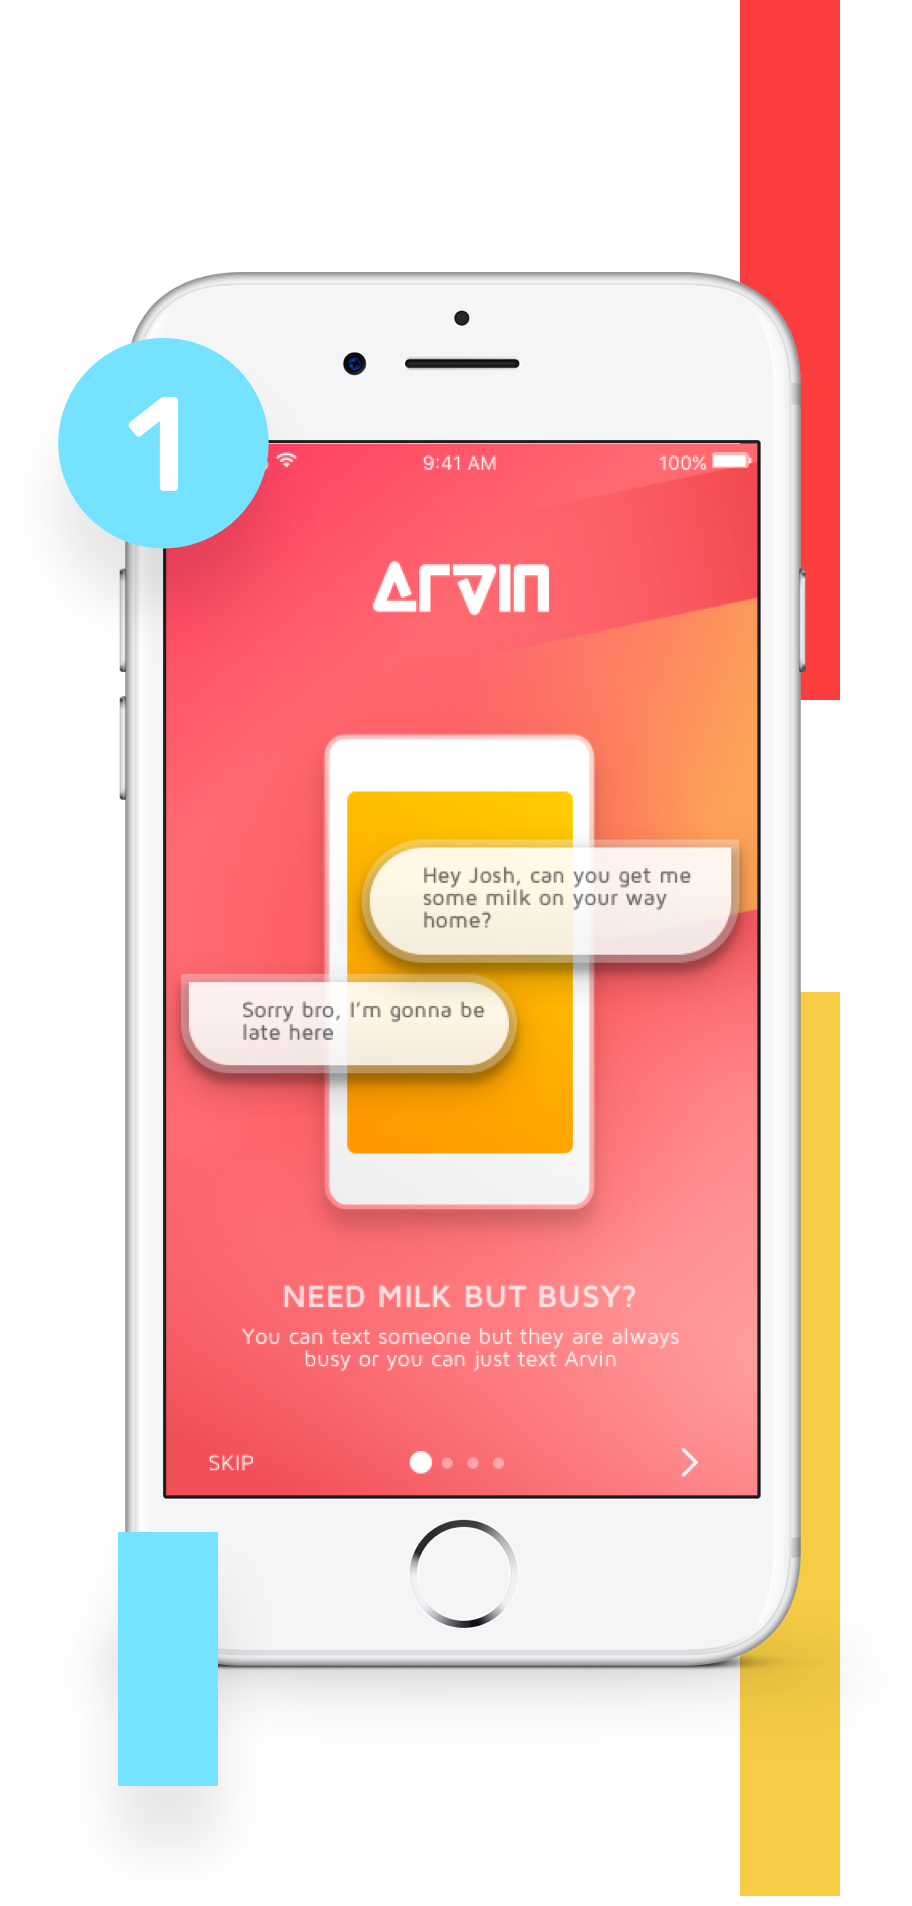 1
9:41 AM
100%
Arvin
Hey Josh, can you get me
some milk on your way
home?
Sorry bro, I'm gonna be
late here
NEED MILK BUT BUSY?
You can text someone but they are always
busy or you can just text Arvin
SKIP